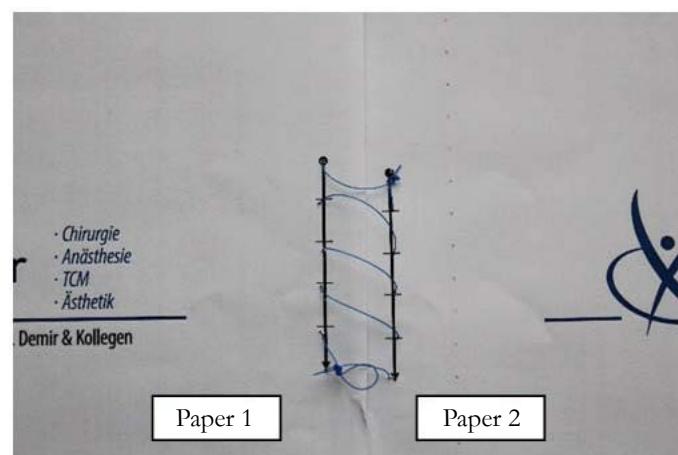 · Chirurgie
· Anästhesie
· TCM
· Ästhetik
r
. Demir & Kollegen
Paper 1
Paper 2